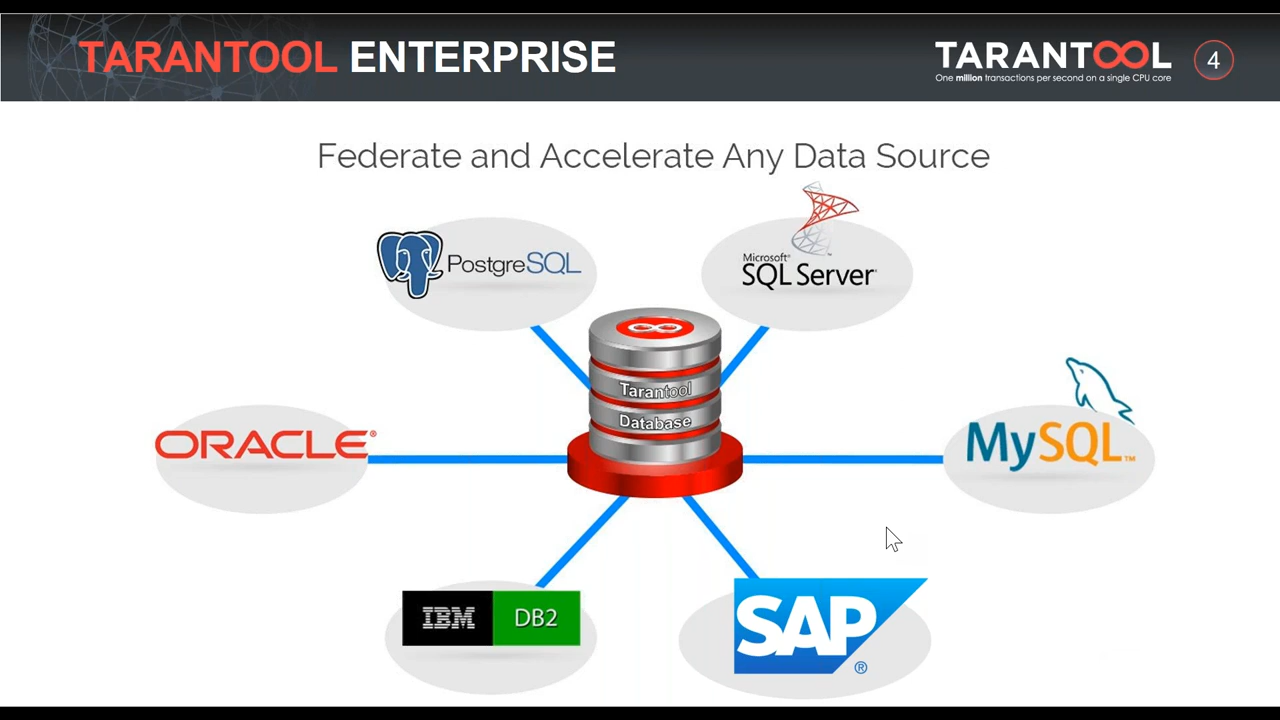 TARANTOOL ENTERPRISE
TARANTOOL
One million transactions per second on a single CPU core
4
Federate and Accelerate Any Data Source
PostgreSQL
Microsoft®
SQL Server®
Tarantool
Database
ORACLE®
MySQL™
IBM DB2
SAP®